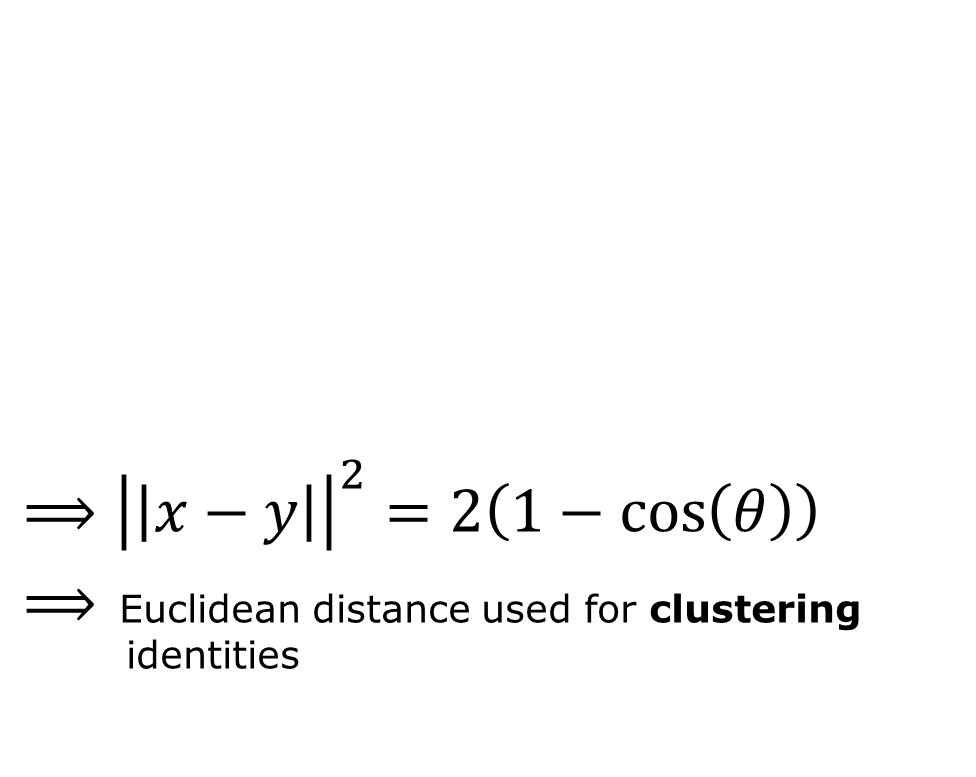 ⟹ ||x − y||² = 2(1 − cos(θ))
⟹ Euclidean distance used for clustering
identities